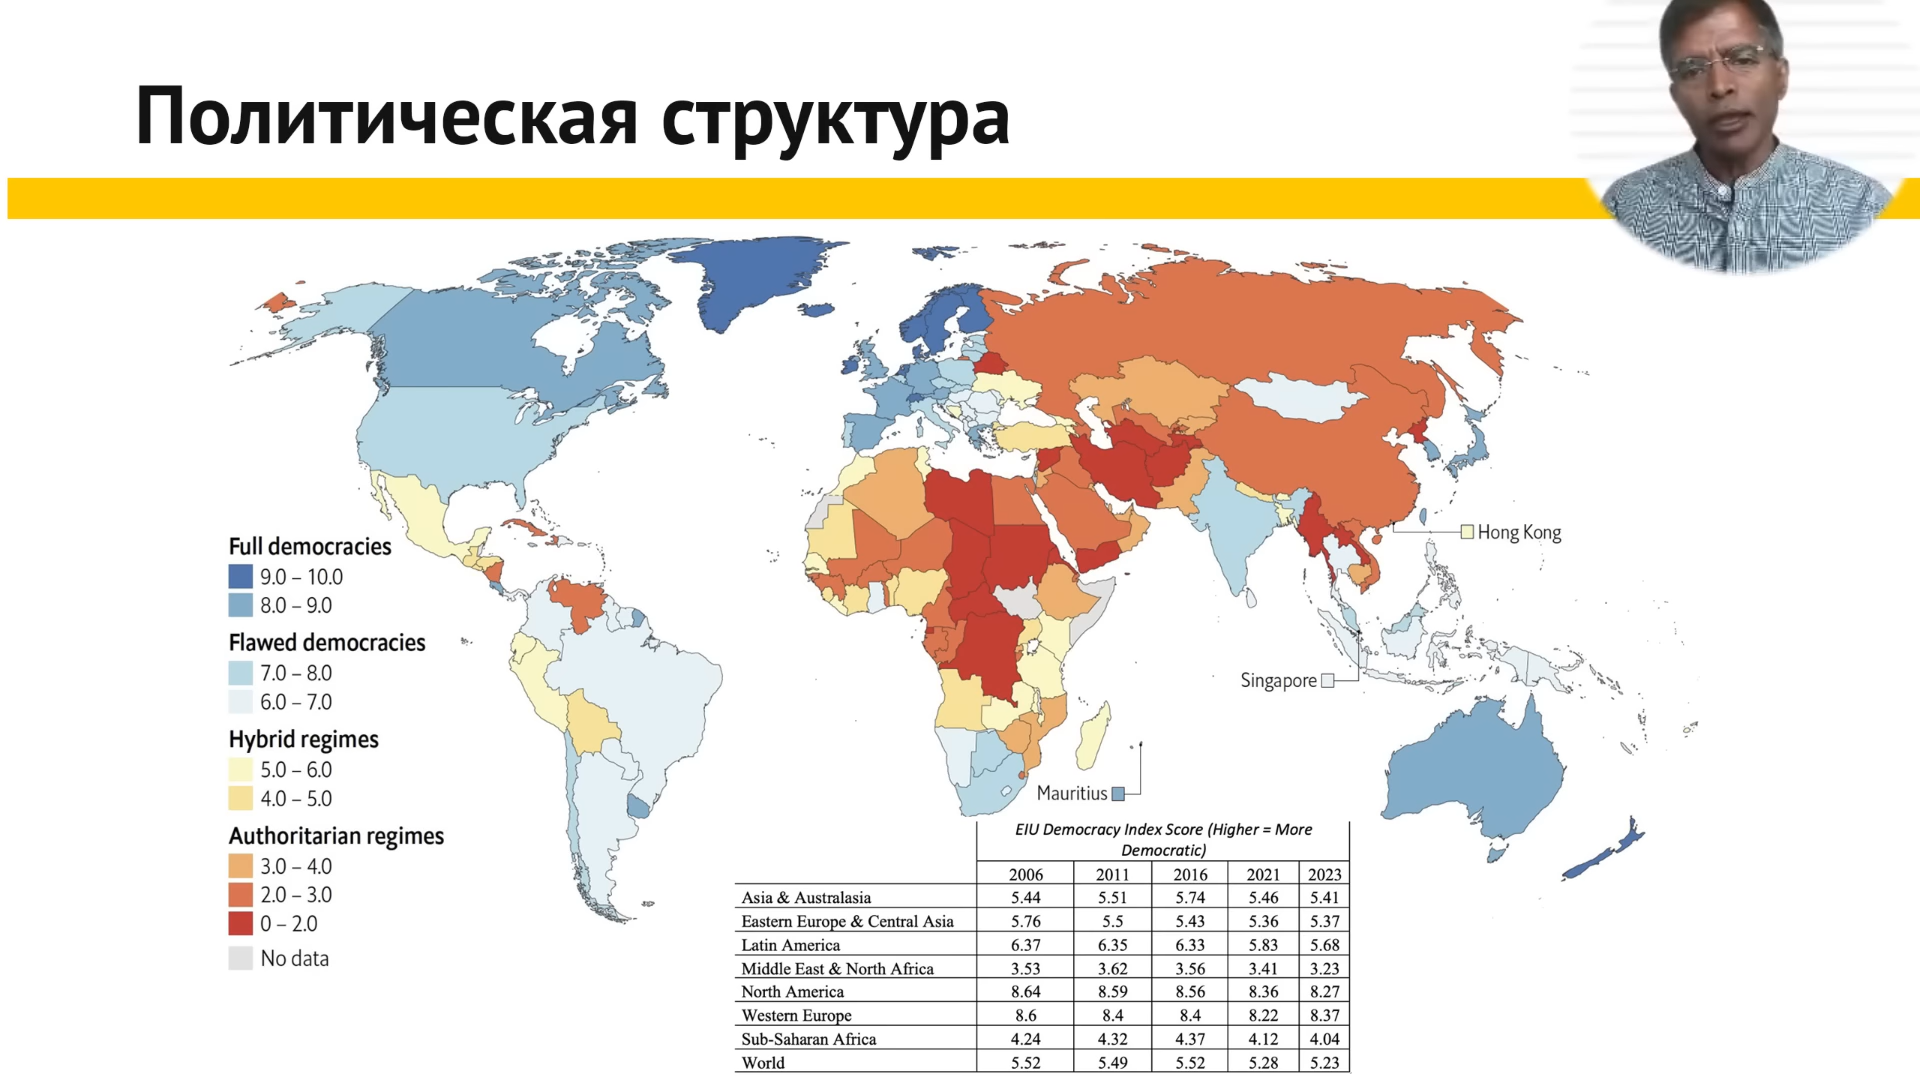 Политическая структура
Full democracies
9.0 – 10.0
8.0 – 9.0
Flawed democracies
7.0 – 8.0
6.0 – 7.0
Hybrid regimes
5.0 – 6.0
4.0 – 5.0
Authoritarian regimes
3.0 – 4.0
2.0 – 3.0
0 – 2.0
No data
Hong Kong
Singapore
Mauritius
EIU Democracy Index Score (Higher = More
Democratic)
2006 2011 2016 2021 2023
Asia & Australasia 5.44 5.51 5.74 5.46 5.41
Eastern Europe & Central Asia 5.76 5.5 5.43 5.36 5.37
Latin America 6.37 6.35 6.33 5.83 5.68
Middle East & North Africa 3.53 3.62 3.56 3.41 3.23
North America 8.64 8.59 8.56 8.36 8.27
Western Europe 8.6 8.4 8.4 8.22 8.37
Sub-Saharan Africa 4.24 4.32 4.37 4.12 4.04
World 5.52 5.49 5.52 5.28 5.23